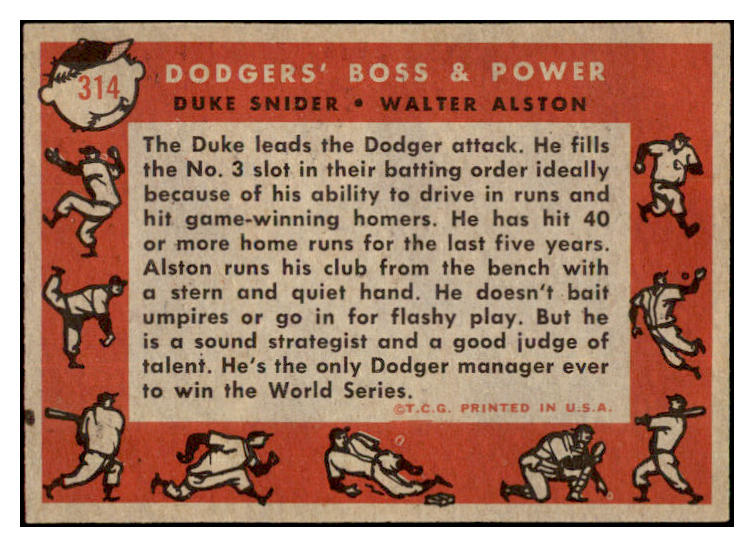 314
DODGERS' BOSS & POWER
DUKE SNIDER • WALTER ALSTON
The Duke leads the Dodger attack. He fills
the No. 3 slot in their batting order ideally
because of his ability to drive in runs and
hit game-winning homers. He has hit 40
or more home runs for the last five years.
Alston runs his club from the bench with
a stern and quiet hand. He doesn't bait
umpires or go in for flashy play. But he
is a sound strategist and a good judge of
talent. He's the only Dodger manager ever
to win the World Series.
©T.C.G. PRINTED IN U.S.A.